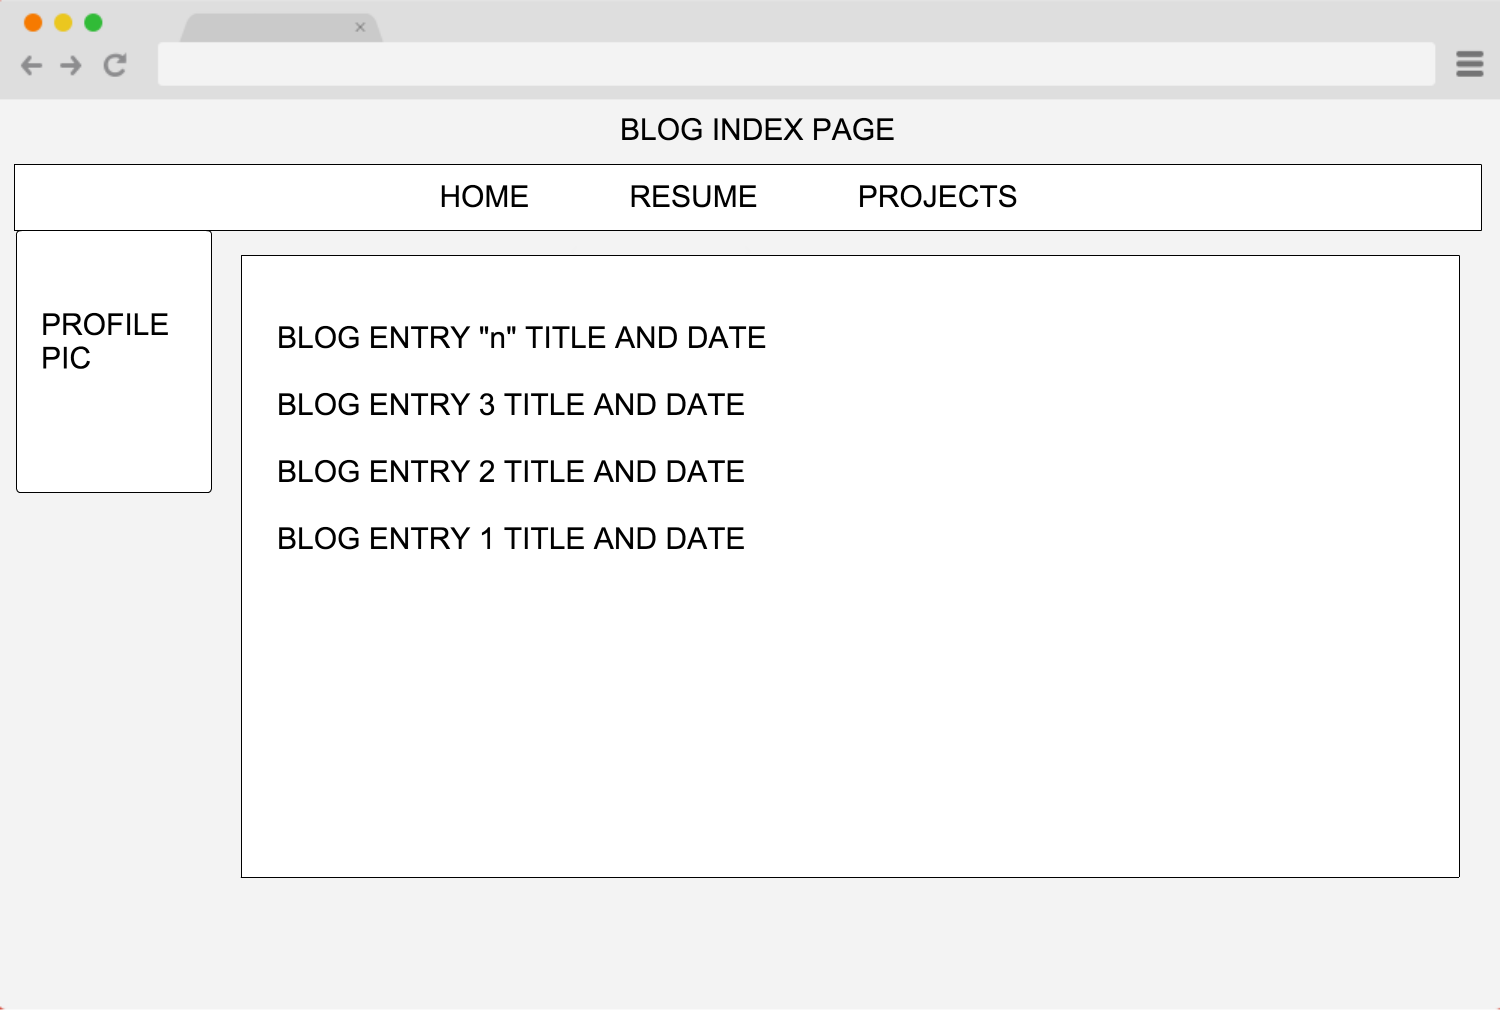 BLOG INDEX PAGE
HOME RESUME PROJECTS
PROFILE
PIC
BLOG ENTRY "n" TITLE AND DATE
BLOG ENTRY 3 TITLE AND DATE
BLOG ENTRY 2 TITLE AND DATE
BLOG ENTRY 1 TITLE AND DATE